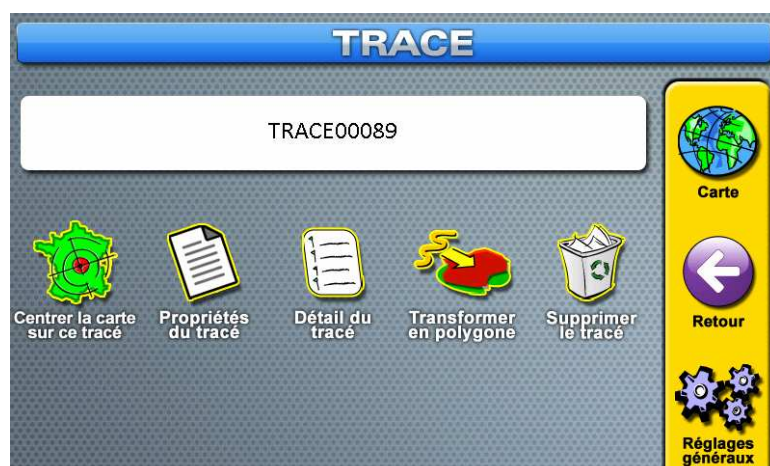 TRACE
TRACE00089
Carte
Centrer la carte
sur ce tracé
Propriétés
du tracé
Détail du
tracé
Transformer
en polygone
Supprimer
le tracé
Retour
Réglages
généraux